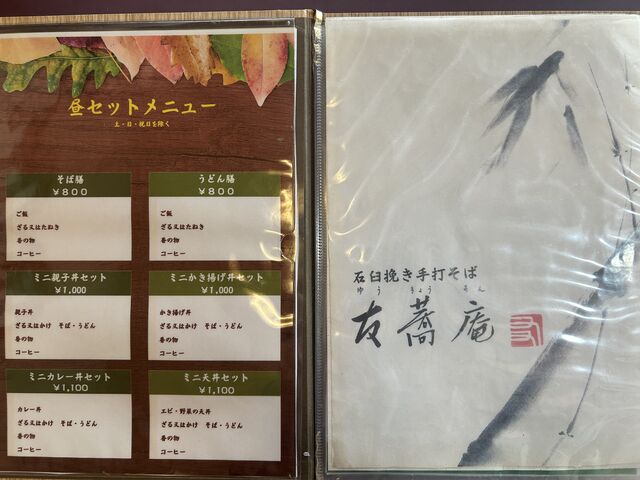 昼セットメニュー
土・日・祝日を除く
そば膳
¥800
ご飯
ざる又はたぬき
香の物
コーヒー
うどん膳
¥800
ご飯
ざる又はたぬき
香の物
コーヒー
ミニ親子丼セット
¥1,000
親子丼
ざる又はかけ そば・うどん
香の物
コーヒー
ミニかき揚げ丼セット
¥1,000
かき揚げ丼
ざる又はかけ そば・うどん
香の物
コーヒー
ミニカレー丼セット
¥1,100
カレー丼
ざる又はかけ そば・うどん
香の物
コーヒー
ミニ天丼セット
¥1,100
エビ・野菜の天丼
ざる又はかけ そば・うどん
香の物
コーヒー
石臼挽き手打そば
ゆう きょう あん
友蕎庵